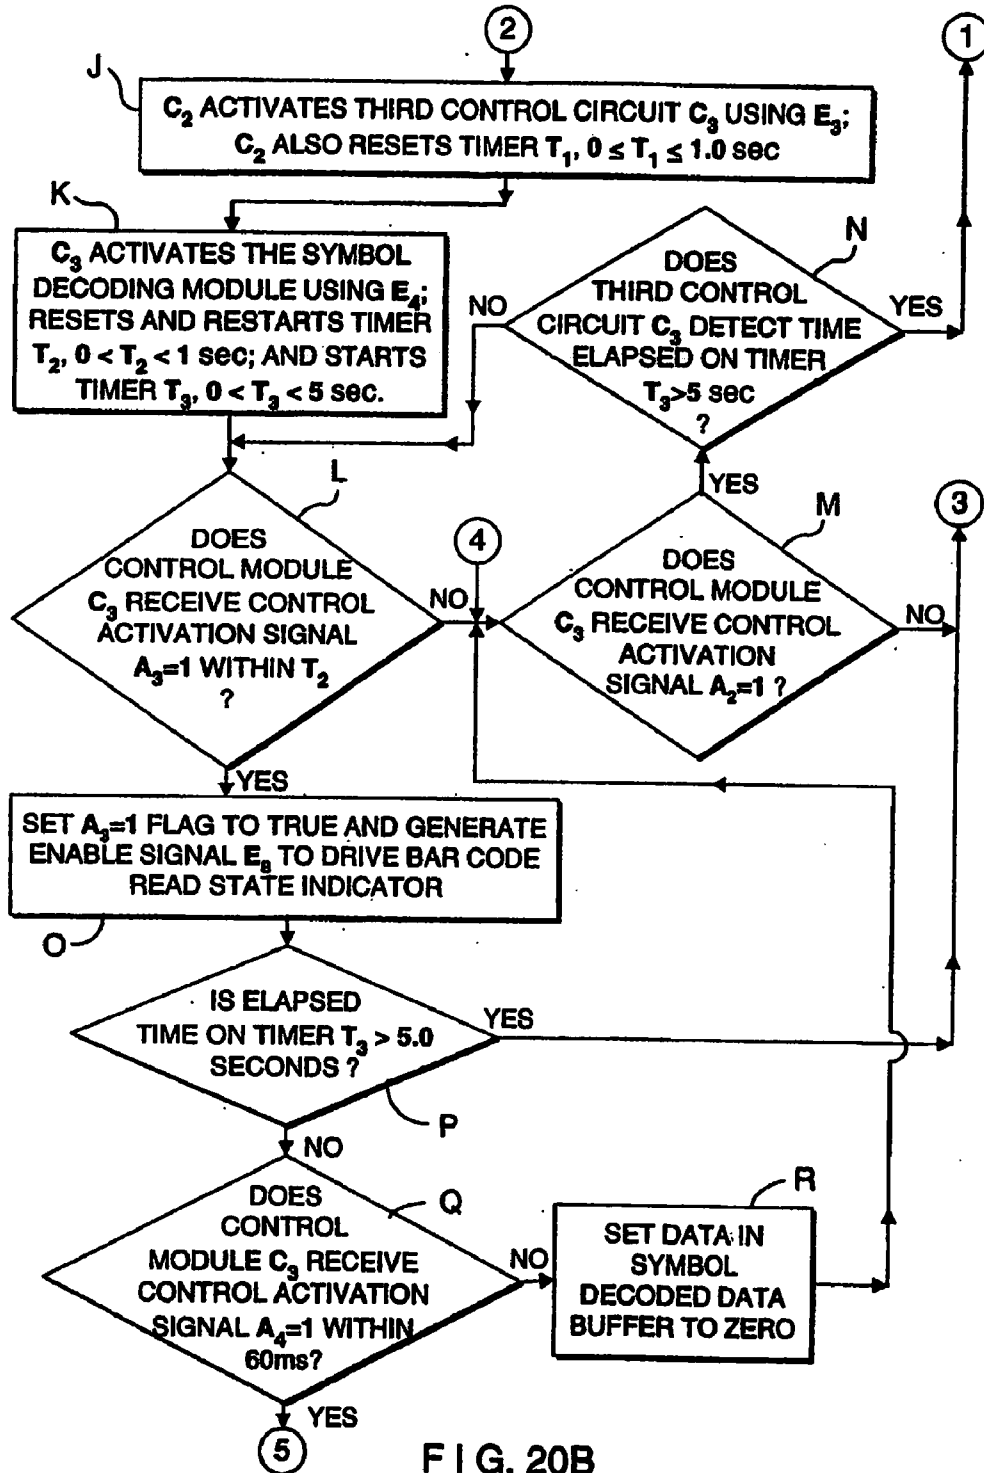 2
1
J
C₂ ACTIVATES THIRD CONTROL CIRCUIT C₃ USING E₃;
C₂ ALSO RESETS TIMER T₁, 0 ≤ T₁ ≤ 1.0 sec
K
C₃ ACTIVATES THE SYMBOL
DECODING MODULE USING E₄;
RESETS AND RESTARTS TIMER
T₂, 0 < T₂ < 1 sec; AND STARTS
TIMER T₃, 0 < T₃ < 5 sec.
N
DOES
THIRD CONTROL
CIRCUIT C₃ DETECT TIME
ELAPSED ON TIMER
T₃>5 sec
?
NO
YES
L
DOES
CONTROL MODULE
C₃ RECEIVE CONTROL
ACTIVATION SIGNAL
A₃=1 WITHIN T₂
?
NO
4
YES
M
DOES
CONTROL MODULE
C₃ RECEIVE CONTROL
ACTIVATION
SIGNAL A₂=1 ?
NO
3
YES
SET A₃=1 FLAG TO TRUE AND GENERATE
ENABLE SIGNAL E₈ TO DRIVE BAR CODE
READ STATE INDICATOR
O
IS ELAPSED
TIME ON TIMER T₃ > 5.0
SECONDS ?
YES
P
NO
DOES
CONTROL
MODULE C₃ RECEIVE
CONTROL ACTIVATION
SIGNAL A₄=1 WITHIN
60ms?
Q
NO
R
SET DATA IN
SYMBOL
DECODED DATA
BUFFER TO ZERO
YES
5
FIG. 20B